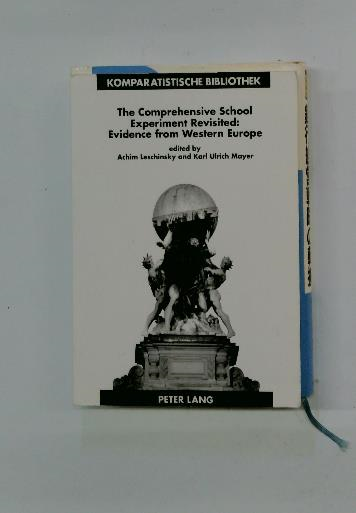 KOMPARATISTISCHE BIBLIOTHEK
The Comprehensive School
Experiment Revisited:
Evidence from Western Europe
edited by
Achim Leschinsky and Karl Ulrich Mayer
PETER LANG